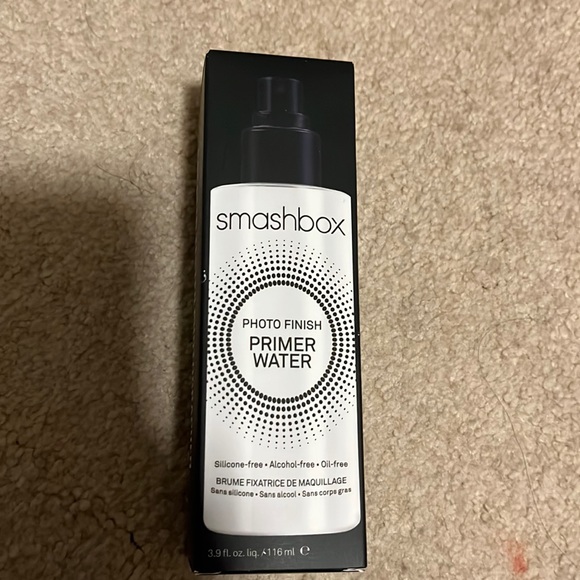 smashbox
PHOTO FINISH
PRIMER
WATER
Silicone-free • Alcohol-free • Oil-free
BRUME FIXATRICE DE MAQUILLAGE
Sans silicone • Sans alcool • Sans corps gras
3.9 fl. oz. liq. / 116 ml ℮